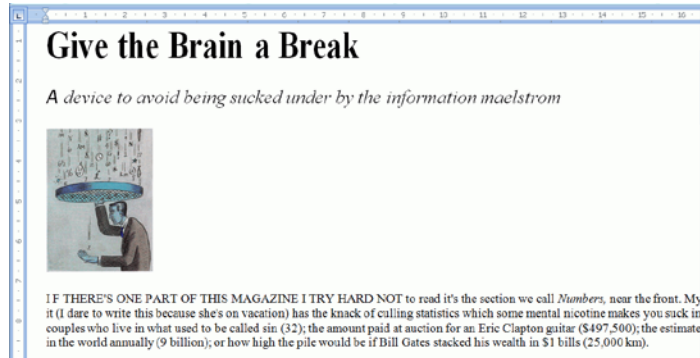 Give the Brain a Break
A device to avoid being sucked under by the information maelstrom
I F THERE'S ONE PART OF THIS MAGAZINE I TRY HARD NOT to read it's the section we call Numbers, near the front. My
it (I dare to write this because she's on vacation) has the knack of culling statistics which some mental nicotine makes you suck in
couples who live in what used to be called sin (32); the amount paid at auction for an Eric Clapton guitar ($497,500); the estimate
in the world annually (9 billion); or how high the pile would be if Bill Gates stacked his wealth in $1 bills (25,000 km).